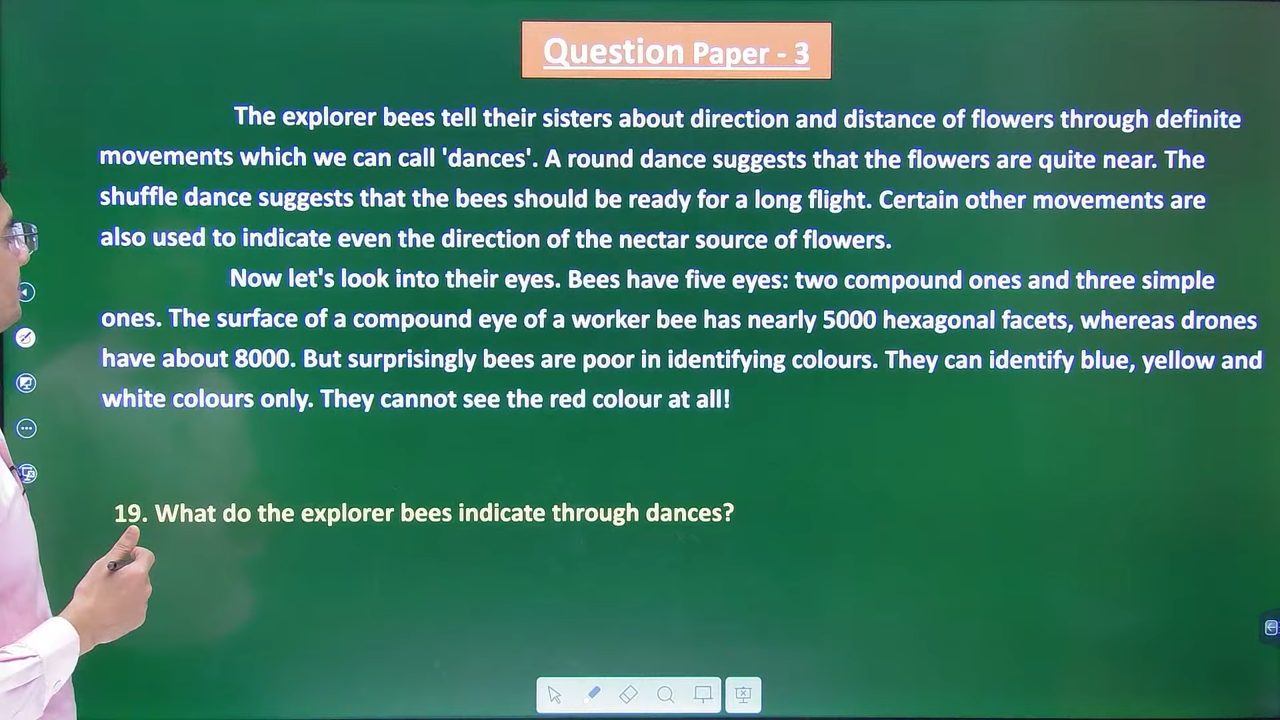 Question Paper - 3
The explorer bees tell their sisters about direction and distance of flowers through definite
movements which we can call 'dances'. A round dance suggests that the flowers are quite near. The
shuffle dance suggests that the bees should be ready for a long flight. Certain other movements are
also used to indicate even the direction of the nectar source of flowers.
Now let's look into their eyes. Bees have five eyes: two compound ones and three simple
ones. The surface of a compound eye of a worker bee has nearly 5000 hexagonal facets, whereas drones
have about 8000. But surprisingly bees are poor in identifying colours. They can identify blue, yellow and
white colours only. They cannot see the red colour at all!
19. What do the explorer bees indicate through dances?